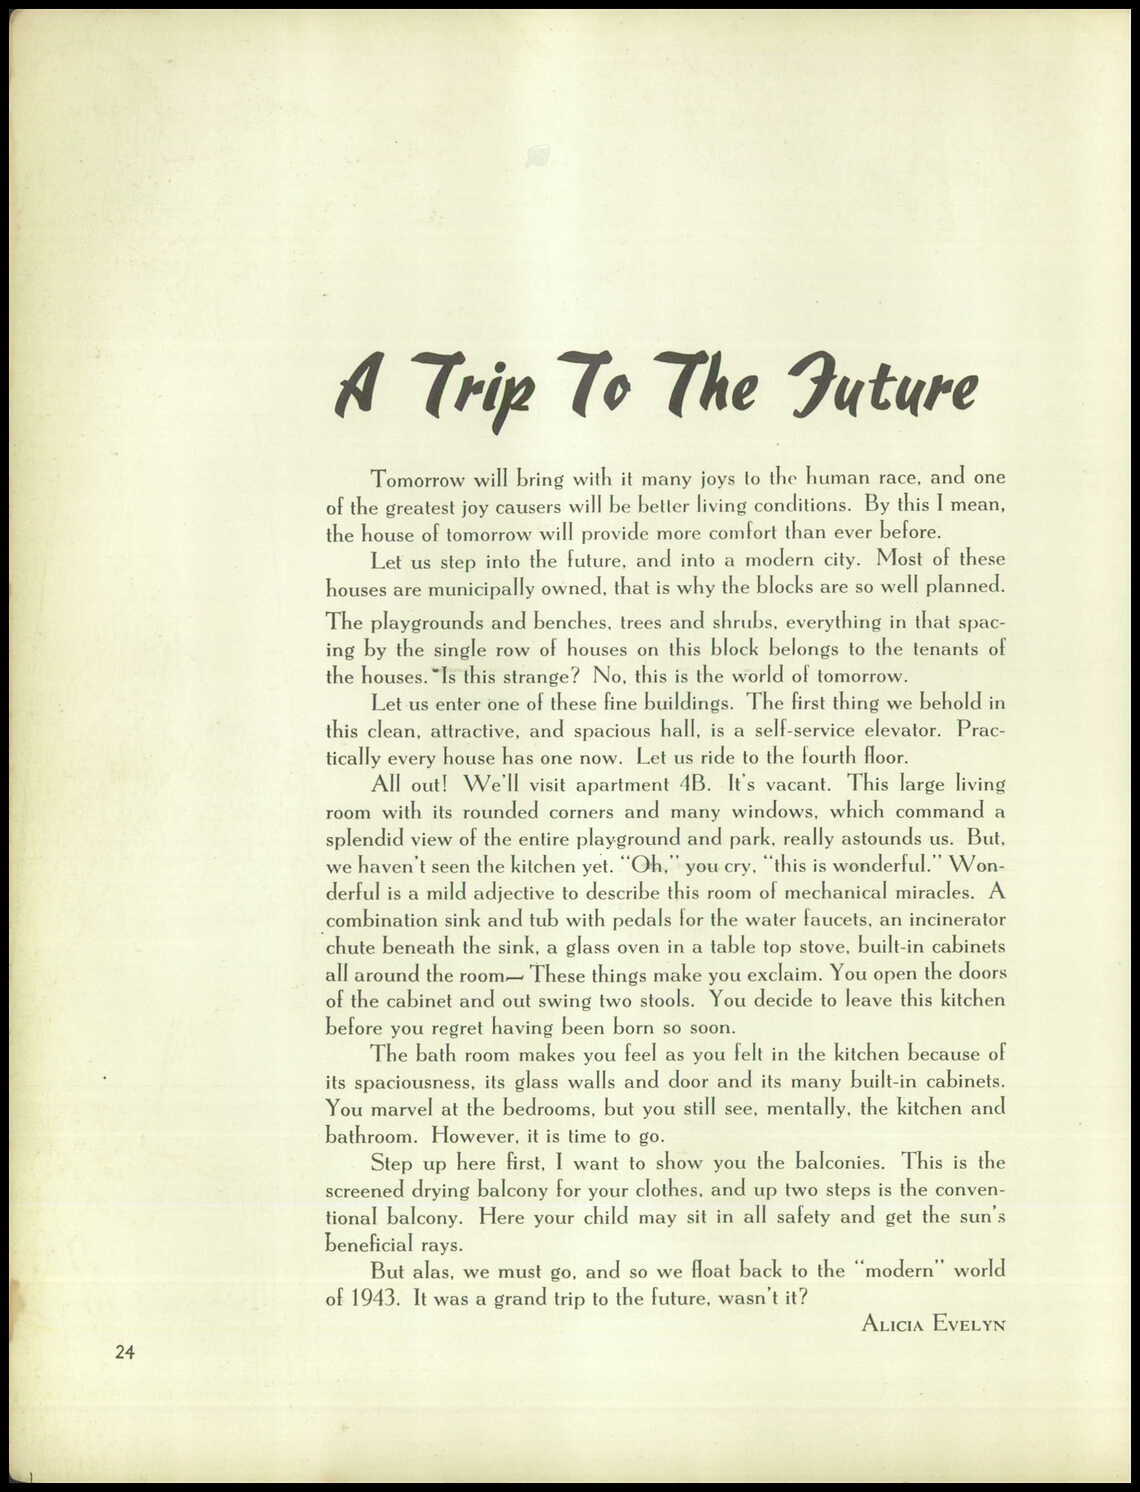 A Trip To The Future
Tomorrow will bring with it many joys to the human race, and one
of the greatest joy causers will be better living conditions. By this I mean,
the house of tomorrow will provide more comfort than ever before.
Let us step into the future, and into a modern city. Most of these
houses are municipally owned, that is why the blocks are so well planned.
The playgrounds and benches, trees and shrubs, everything in that spac-
ing by the single row of houses on this block belongs to the tenants of
the houses. Is this strange? No, this is the world of tomorrow.
Let us enter one of these fine buildings. The first thing we behold in
this clean, attractive, and spacious hall, is a self-service elevator. Prac-
tically every house has one now. Let us ride to the fourth floor.
All out! We'll visit apartment 4B. It's vacant. This large living
room with its rounded corners and many windows, which command a
splendid view of the entire playground and park, really astounds us. But,
we haven't seen the kitchen yet. "Oh," you cry, "this is wonderful." Won-
derful is a mild adjective to describe this room of mechanical miracles. A
combination sink and tub with pedals for the water faucets, an incinerator
chute beneath the sink, a glass oven in a table top stove, built-in cabinets
all around the room— These things make you exclaim. You open the doors
of the cabinet and out swing two stools. You decide to leave this kitchen
before you regret having been born so soon.
The bath room makes you feel as you felt in the kitchen because of
its spaciousness, its glass walls and door and its many built-in cabinets.
You marvel at the bedrooms, but you still see, mentally, the kitchen and
bathroom. However, it is time to go.
Step up here first, I want to show you the balconies. This is the
screened drying balcony for your clothes, and up two steps is the conven-
tional balcony. Here your child may sit in all safety and get the sun's
beneficial rays.
But alas, we must go, and so we float back to the "modern" world
of 1943. It was a grand trip to the future, wasn't it?
Alicia Evelyn
24